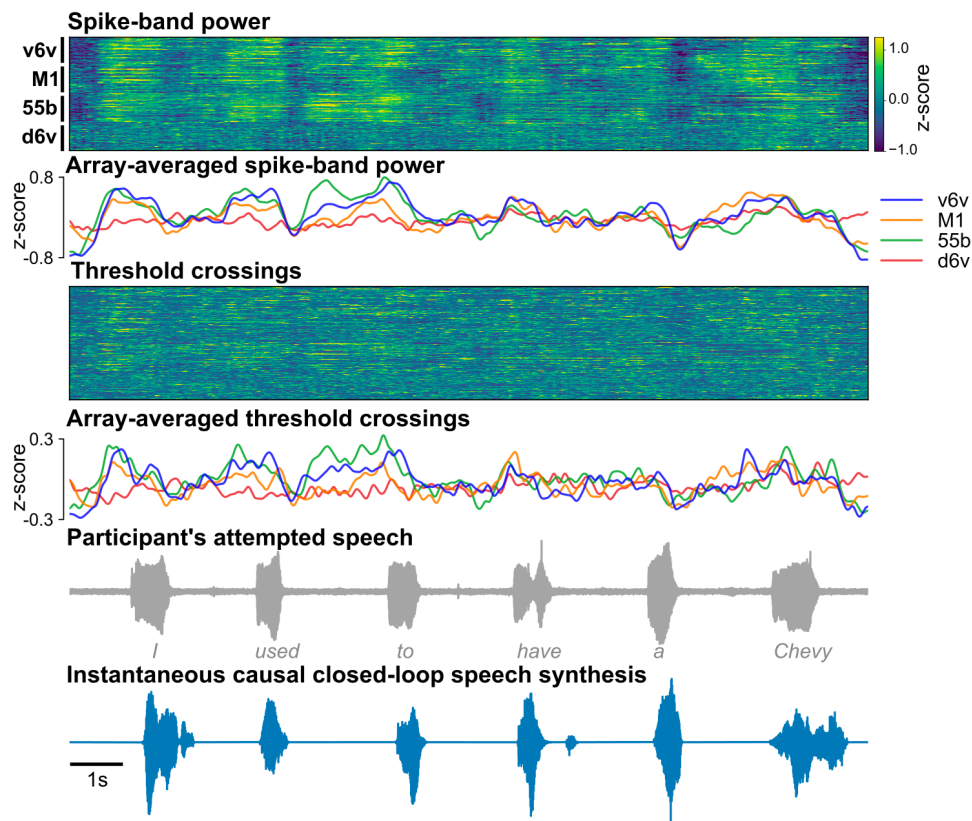 Spike-band power
v6v
M1
55b
d6v
1.0
0.0
−1.0
z-score
Array-averaged spike-band power
0.8
-0.8
z-score
v6v
M1
55b
d6v
Threshold crossings
Array-averaged threshold crossings
0.3
-0.3
z-score
Participant's attempted speech
I used to have a Chevy
Instantaneous causal closed-loop speech synthesis
1s